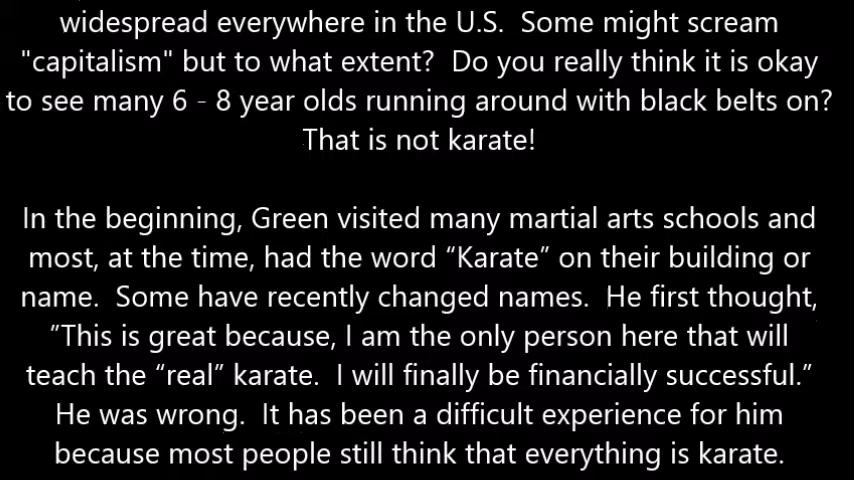 widespread everywhere in the U.S.  Some might scream
"capitalism" but to what extent?  Do you really think it is okay
to see many 6 - 8 year olds running around with black belts on?
That is not karate!
In the beginning, Green visited many martial arts schools and
most, at the time, had the word “Karate” on their building or
name.  Some have recently changed names.  He first thought,
”This is great because, I am the only person here that will
teach the “real” karate.  I will finally be financially successful.”
He was wrong.  It has been a difficult experience for him
because most people still think that everything is karate.